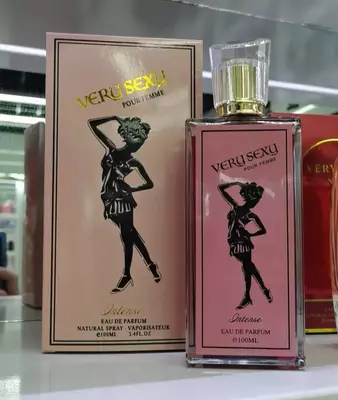 VERY SEXY
POUR FEMME
Intense
EAU DE PARFUM
NATURAL SPRAY · VAPORISATEUR
℮100ML 3.4FL.OZ
VERY SEXY
POUR FEMME
Intense
EAU DE PARFUM
℮100ML
VERY